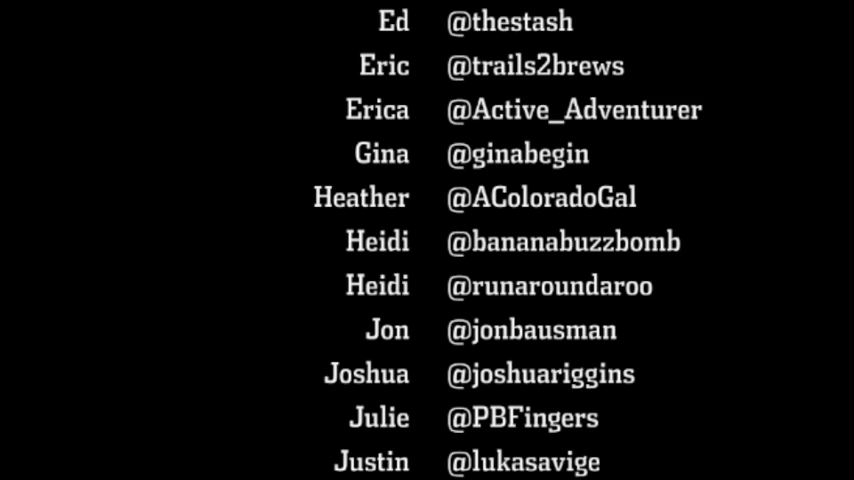 Ed @thestash
Eric @trails2brews
Erica @Active_Adventurer
Gina @ginabegin
Heather @AColoradoGal
Heidi @bananabuzzbomb
Heidi @runaroundaroo
Jon @jonbausman
Joshua @joshuariggins
Julie @PBFingers
Justin @lukasavige